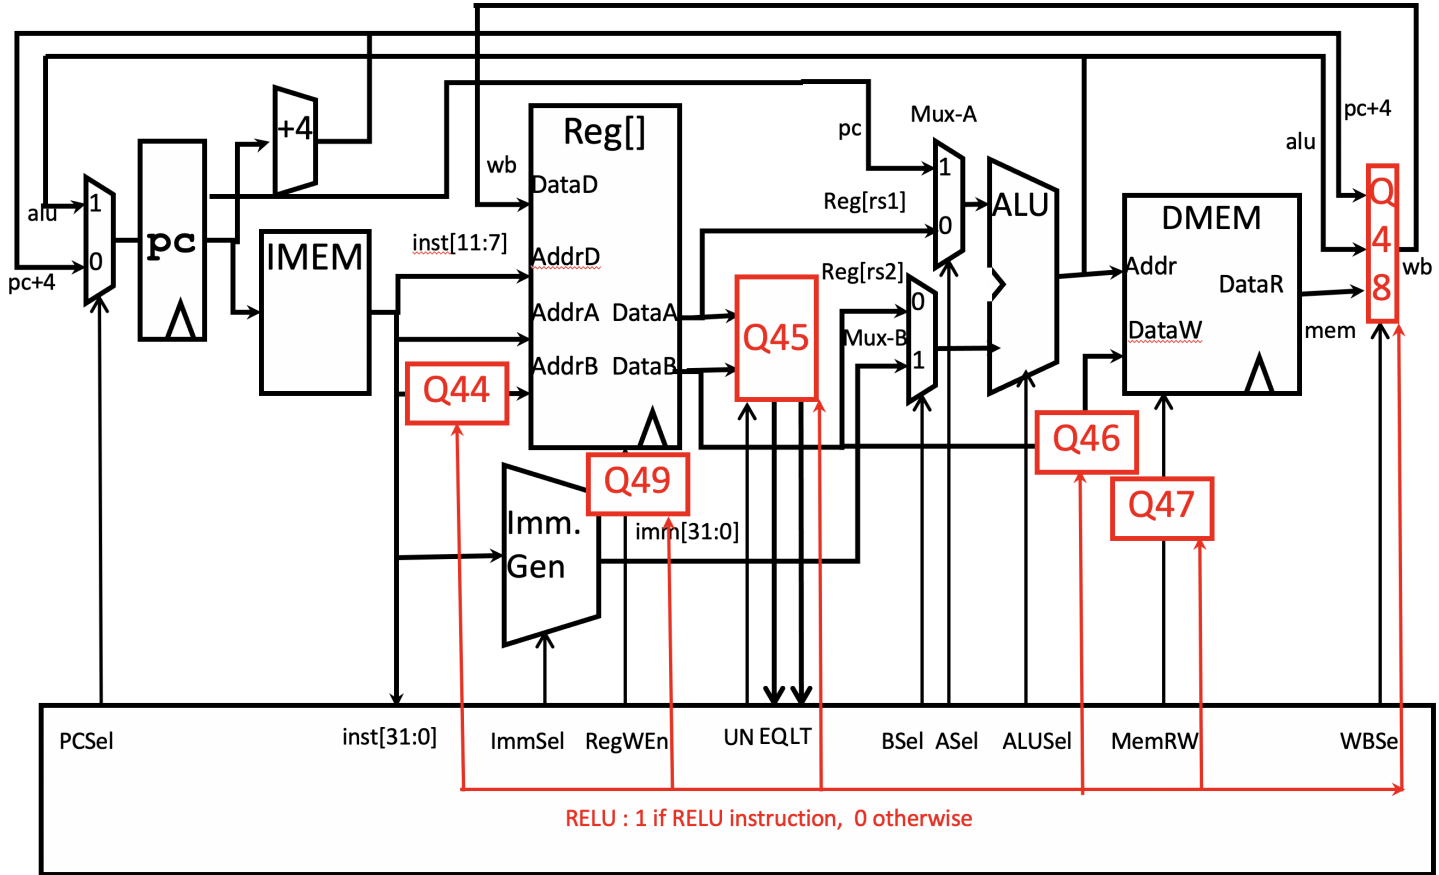 Mux-A
pc+4
pc
alu
+4
Reg[]
wb
DataD
1
alu
0
pc+4
pc
IMEM
inst[11:7]
AddrD
AddrA
DataA
AddrB
DataB
Reg[rs1]
1
0
Reg[rs2]
0
Mux-B
1
ALU
DMEM
Addr
DataR
DataW
mem
Q
4
8
wb
Q44
Q45
Q46
Q47
Q49
Imm.
Gen
imm[31:0]
PCSel
inst[31:0]
ImmSel
RegWEn
UN
EQLT
BSel
ASel
ALUSel
MemRW
WBSe
RELU : 1 if RELU instruction,  0 otherwise